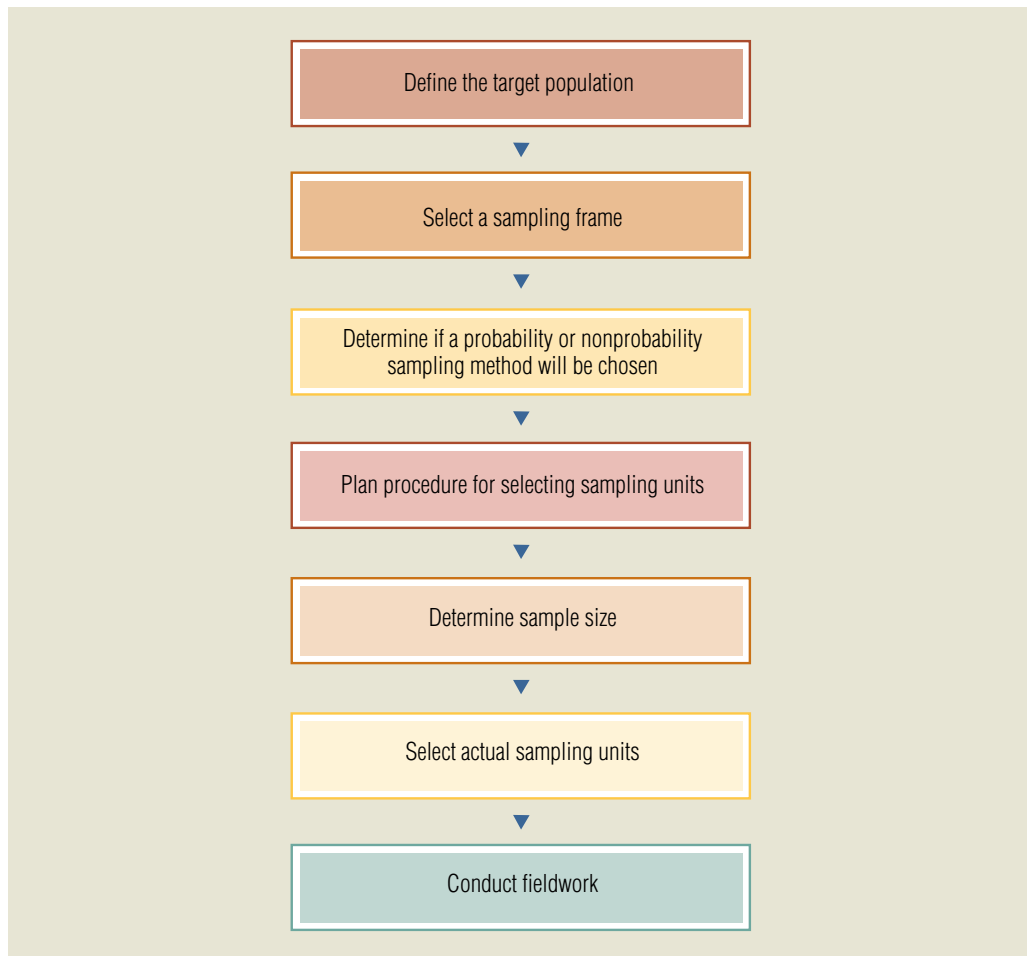 Define the target population
Select a sampling frame
Determine if a probability or nonprobability
sampling method will be chosen
Plan procedure for selecting sampling units
Determine sample size
Select actual sampling units
Conduct fieldwork